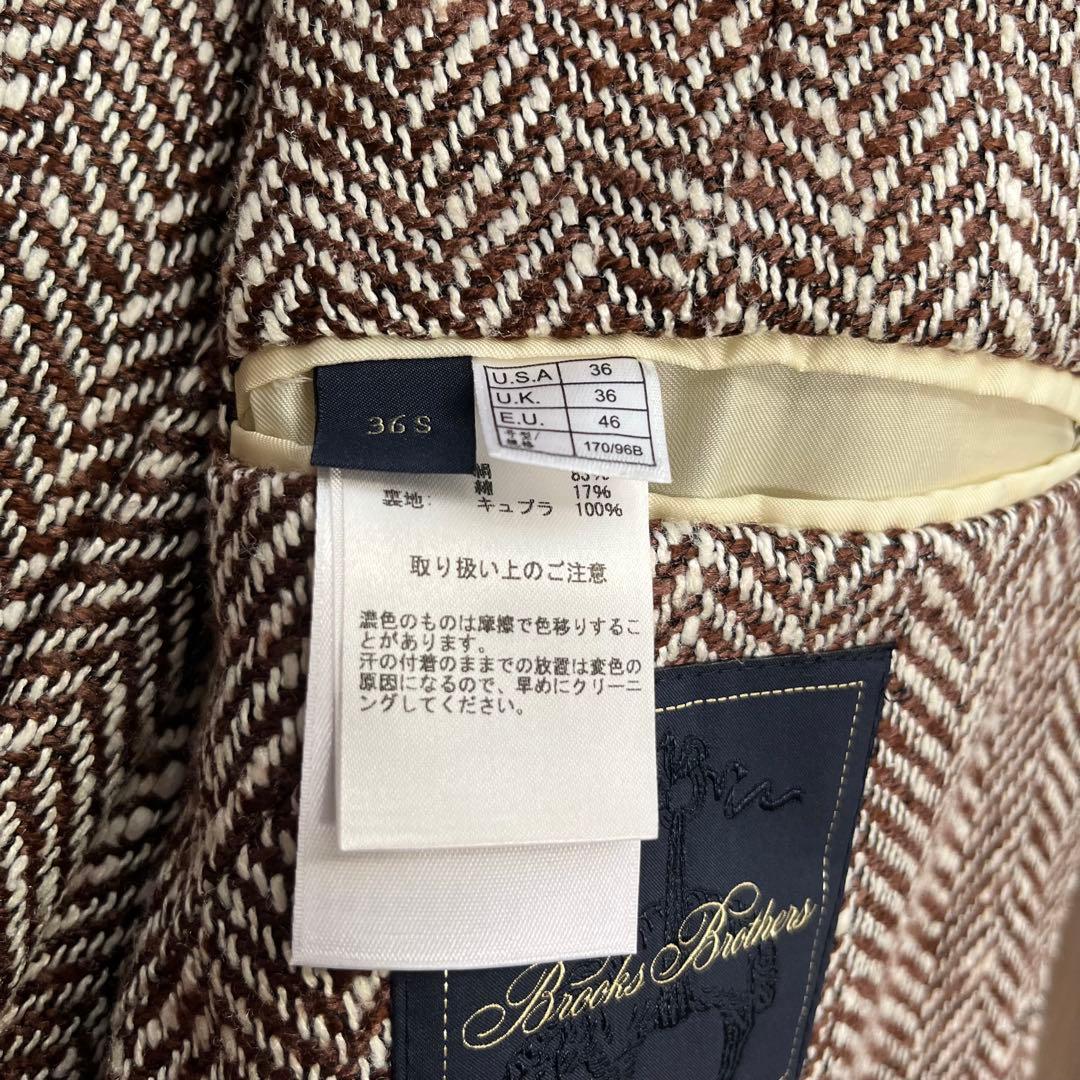 36S
U.S.A 36
U.K. 36
E.U. 46
号型/規格 170/96B
83%
17%
裏地: キュプラ 100%
取り扱い上のご注意
濃色のものは摩擦で色移りするこ
とがあります。
汗の付着のままでの放置は変色の
原因になるので、早めにクリーニ
ングしてください。
Brooks Brothers